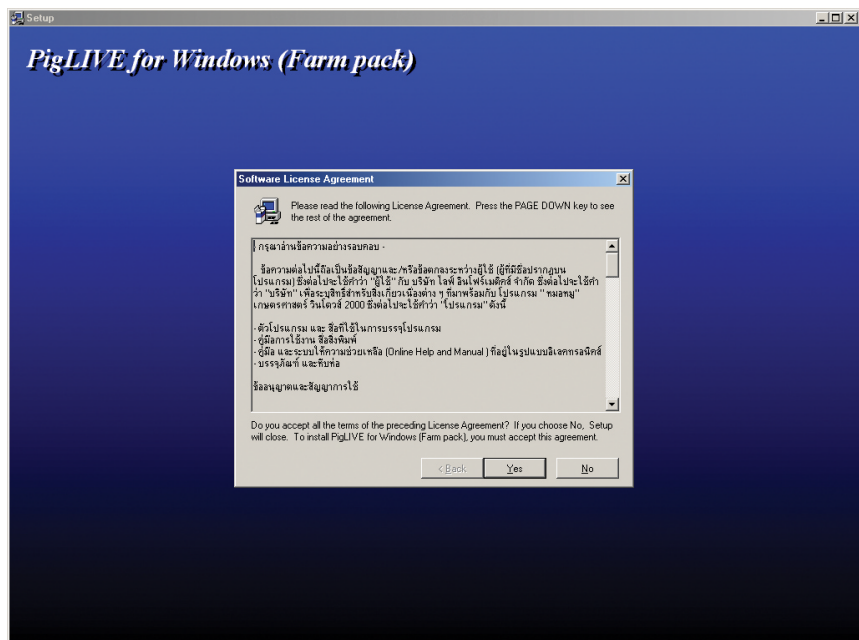 Setup
PigLIVE for Windows (Farm pack)
Software License Agreement
Please read the following License Agreement. Press the PAGE DOWN key to see
the rest of the agreement.
กรุณาอ่านข้อความอย่างรอบคอบ -
ข้อความต่อไปนี้ถือเป็นข้อสัญญาและ/หรือข้อตกลงระหว่างผู้ใช้ (ผู้ที่มีชื่อปรากฏบน
โปรแกรม) ซึ่งต่อไปจะใช้คำว่า "ผู้ใช้" กับ บริษัท ไลฟ์ อินโฟร์เมติคส์ จำกัด ซึ่งต่อไปจะใช้คำ
ว่า "บริษัท" เพื่อระบุสิทธิ์สำหรับสิ่งเกี่ยวเนื่องต่าง ๆ ที่มาพร้อมกับ โปรแกรม "หมอหมู"
เกษตรศาสตร์ วินโดวส์ 2000 ซึ่งต่อไปจะใช้คำว่า "โปรแกรม" ดังนี้
- ตัวโปรแกรม และ สื่อที่ใช้ในการบรรจุโปรแกรม
- คู่มือการใช้งาน สื่อสิ่งพิมพ์
- คู่มือ และระบบให้ความช่วยเหลือ (Online Help and Manual ) ที่อยู่ในรูปแบบอิเลคทรอนิคส์
- บรรจุภัณฑ์ และหีบห่อ
ข้ออนุญาตและสัญญาการใช้
Do you accept all the terms of the preceding License Agreement? If you choose No, Setup
will close. To install PigLIVE for Windows (Farm pack), you must accept this agreement.
< Back Yes No